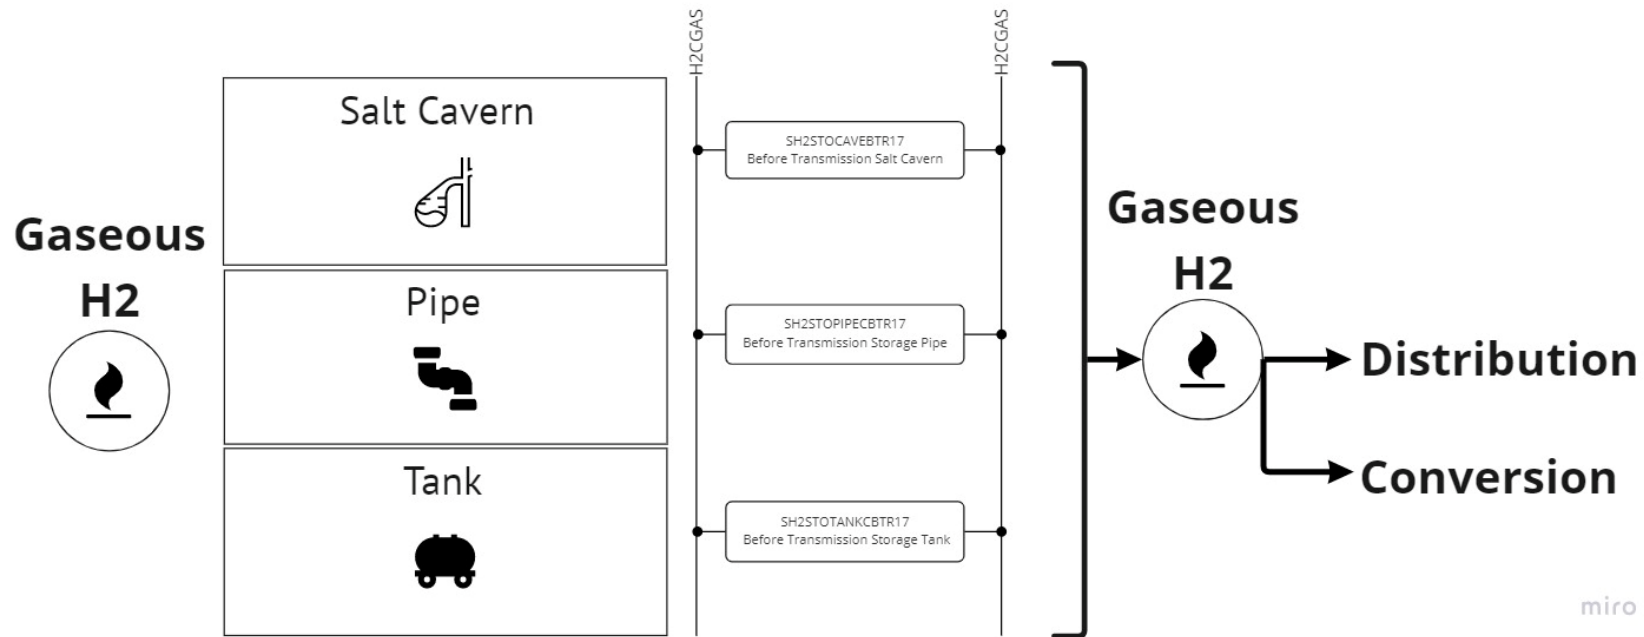 Gaseous
H2
Salt Cavern
Pipe
Tank
H2CGAS
H2CGAS
SH2STOCAVEBTR17
Before Transmission Salt Cavern
SH2STOPIPECBTR17
Before Transmission Storage Pipe
SH2STOTANKCBTR17
Before Transmission Storage Tank
Gaseous
H2
Distribution
Conversion
miro